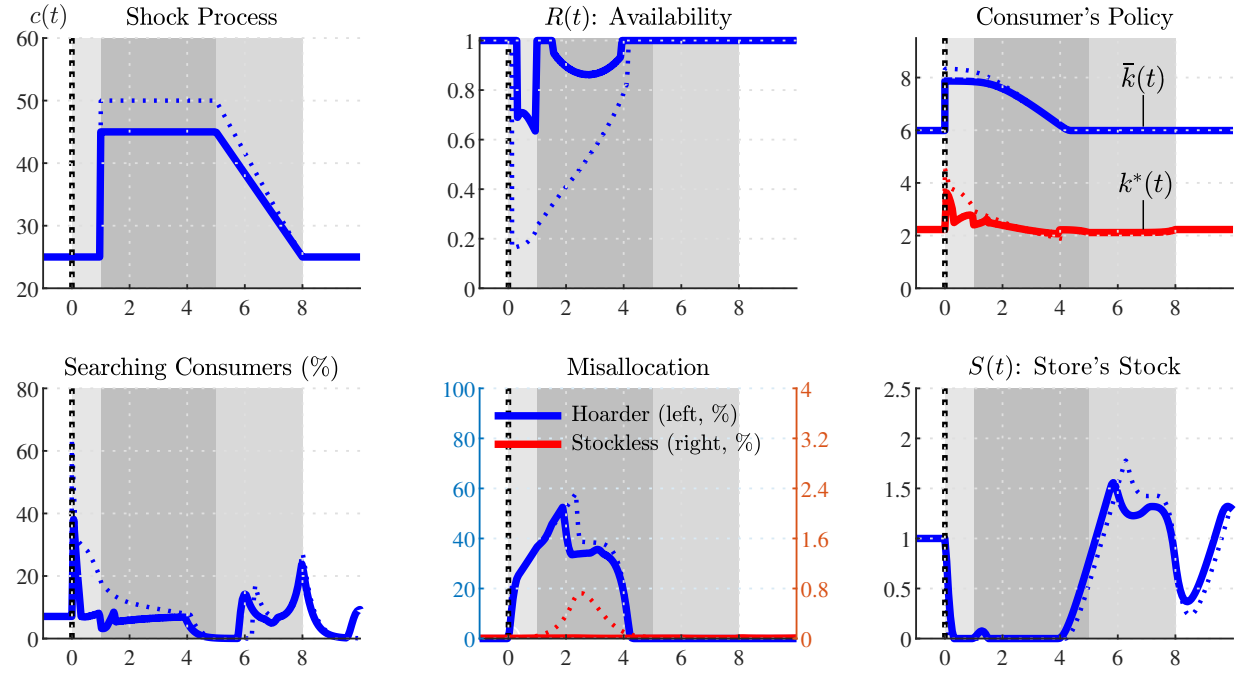 c(t) Shock Process
60
50
40
30
20
0 2 4 6 8
R(t): Availability
1
0.8
0.6
0.4
0.2
0
0 2 4 6 8
Consumer's Policy
8
6
4
2
0
k̄(t)
k*(t)
0 2 4 6 8
Searching Consumers (%)
80
60
40
20
0
0 2 4 6 8
Misallocation
100
80
60
40
20
0
Hoarder (left, %)
Stockless (right, %)
4
3.2
2.4
1.6
0.8
0
0 2 4 6 8
S(t): Store's Stock
2.5
2
1.5
1
0.5
0
0 2 4 6 8